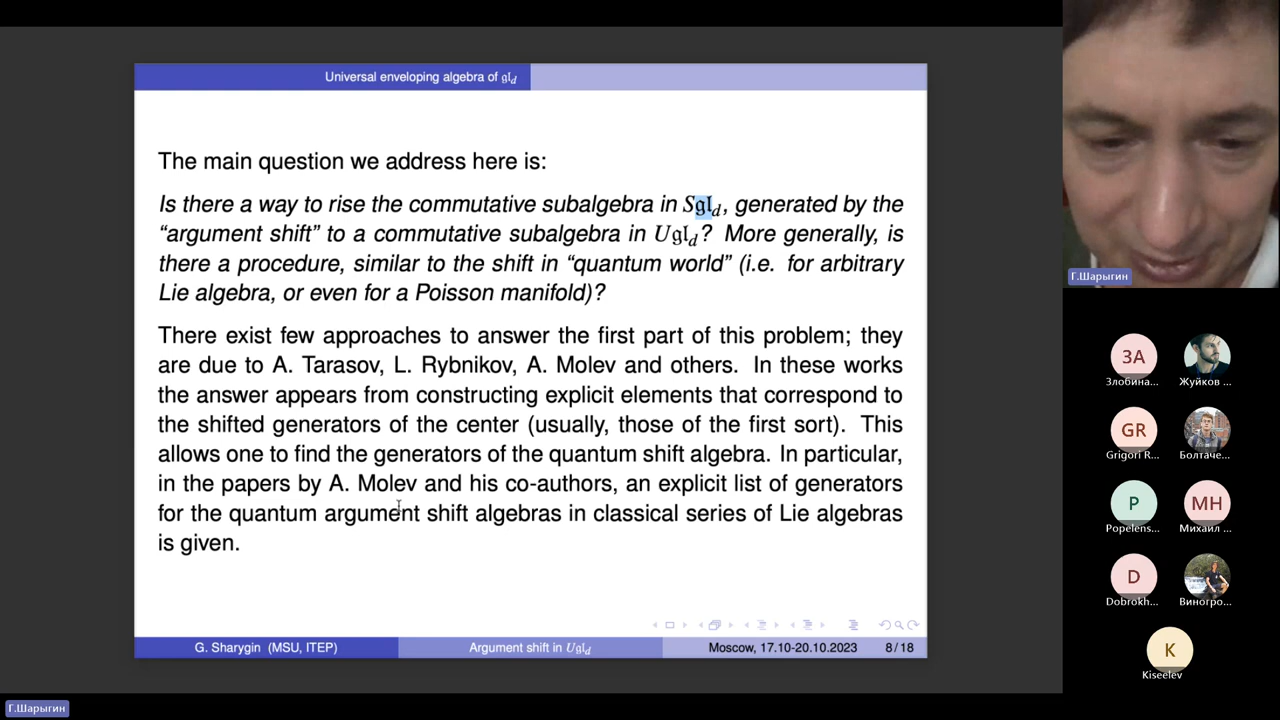 Universal enveloping algebra of 𝔤𝔩_d
The main question we address here is:
Is there a way to rise the commutative subalgebra in S𝔤𝔩_d, generated by the
“argument shift” to a commutative subalgebra in U𝔤𝔩_d? More generally, is
there a procedure, similar to the shift in “quantum world” (i.e. for arbitrary
Lie algebra, or even for a Poisson manifold)?
There exist few approaches to answer the first part of this problem; they
are due to A. Tarasov, L. Rybnikov, A. Molev and others. In these works
the answer appears from constructing explicit elements that correspond to
the shifted generators of the center (usually, those of the first sort). This
allows one to find the generators of the quantum shift algebra. In particular,
in the papers by A. Molev and his co-authors, an explicit list of generators
for the quantum argument shift algebras in classical series of Lie algebras
is given.
G. Sharygin (MSU, ITEP)
Argument shift in U𝔤𝔩_d
Moscow, 17.10-20.10.2023
8 / 18
Г.Шарыгин
ЗА
Злобина...
Жуйков ...
GR
Grigori R...
Болтаче...
P
Popelens...
МН
Михаил ...
D
Dobrokh...
Виногро...
K
Kiseelev
Г.Шарыгин